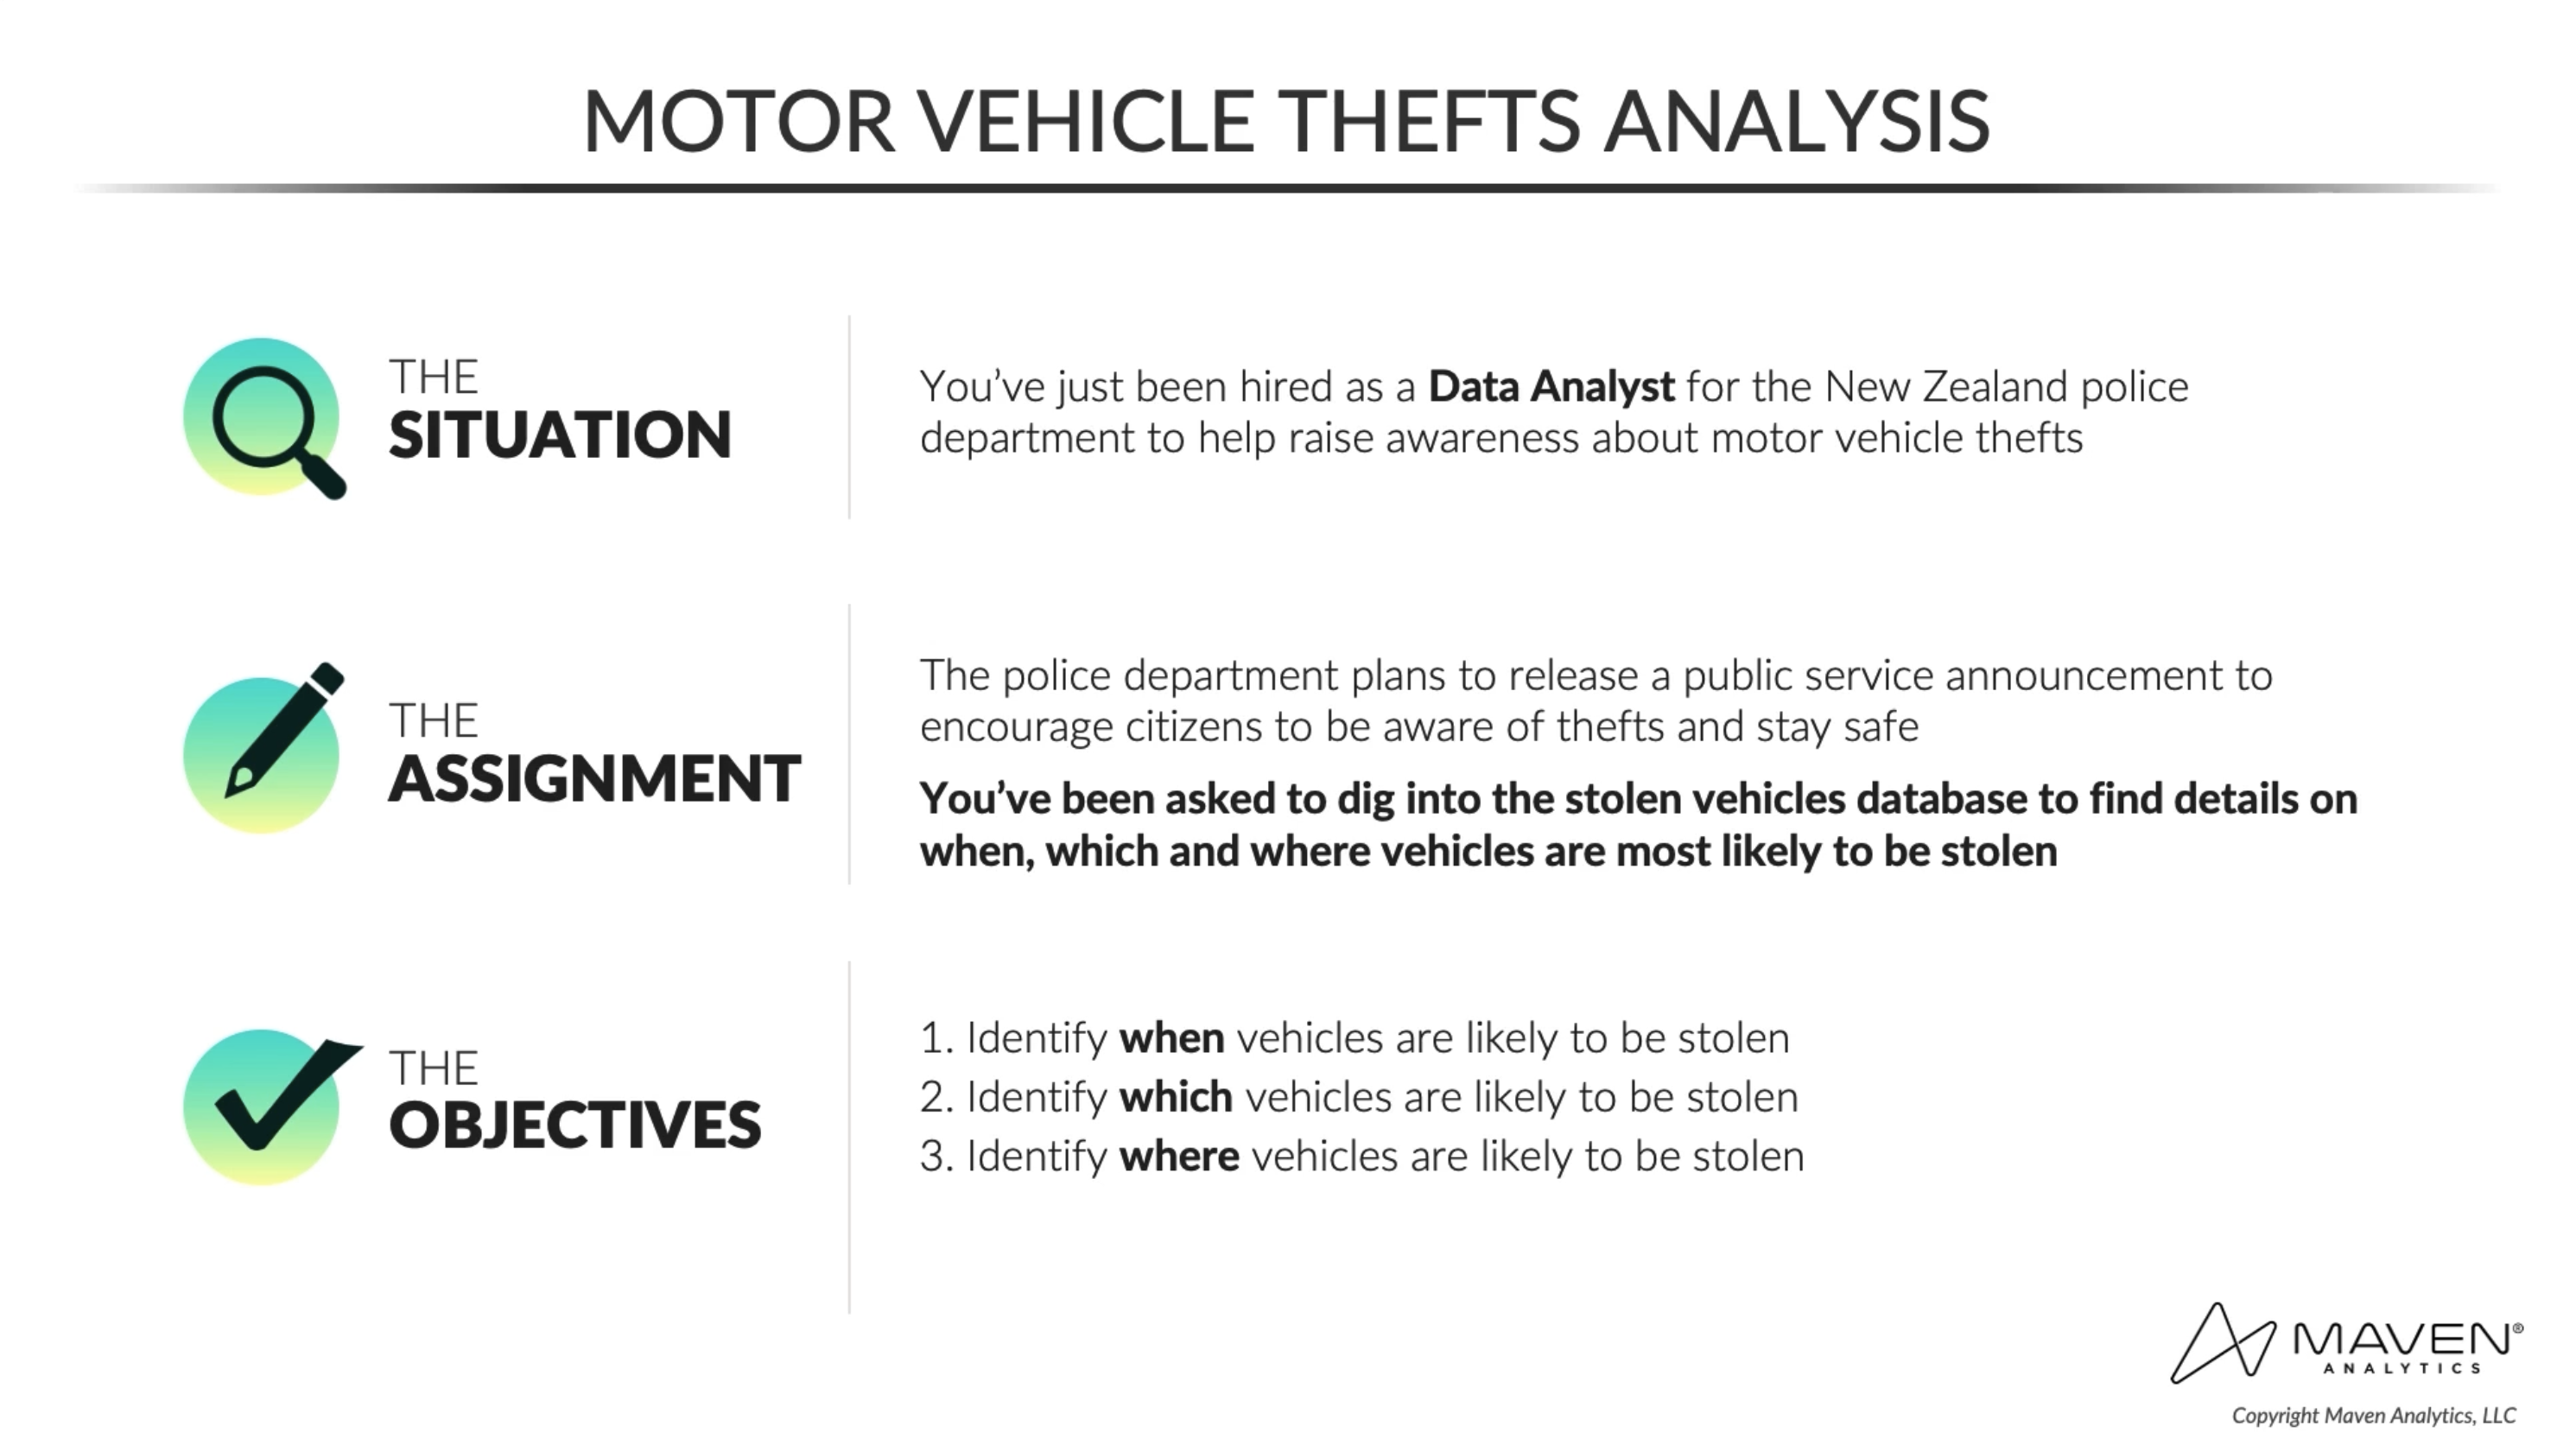 MOTOR VEHICLE THEFTS ANALYSIS
THE
SITUATION
You’ve just been hired as a Data Analyst for the New Zealand police
department to help raise awareness about motor vehicle thefts
THE
ASSIGNMENT
The police department plans to release a public service announcement to
encourage citizens to be aware of thefts and stay safe
You’ve been asked to dig into the stolen vehicles database to find details on
when, which and where vehicles are most likely to be stolen
THE
OBJECTIVES
1. Identify when vehicles are likely to be stolen
2. Identify which vehicles are likely to be stolen
3. Identify where vehicles are likely to be stolen
MAVEN®
ANALYTICS
Copyright Maven Analytics, LLC